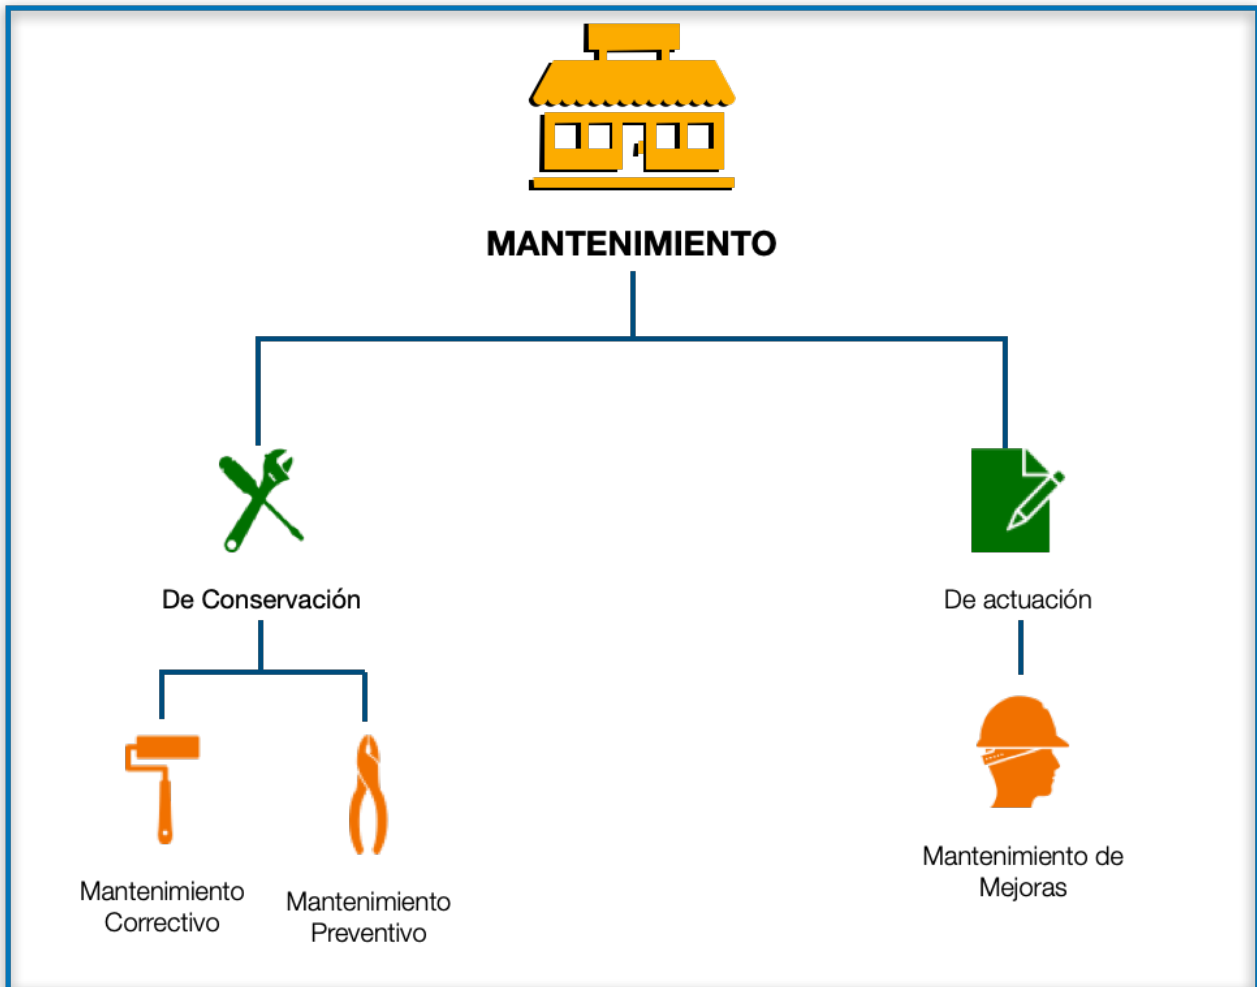 MANTENIMIENTO
De Conservación
De actuación
Mantenimiento
Correctivo
Mantenimiento
Preventivo
Mantenimiento de
Mejoras